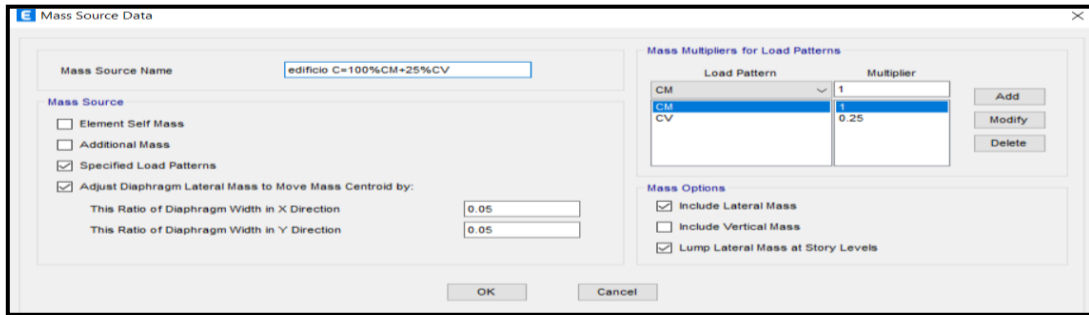 E Mass Source Data
Mass Source Name
edificio C=100%CM+25%CV
Mass Source
Element Self Mass
Additional Mass
Specified Load Patterns
Adjust Diaphragm Lateral Mass to Move Mass Centroid by:
This Ratio of Diaphragm Width in X Direction 0.05
This Ratio of Diaphragm Width in Y Direction 0.05
Mass Multipliers for Load Patterns
Load Pattern Multiplier
CM 1
CM 1
CV 0.25
Add
Modify
Delete
Mass Options
Include Lateral Mass
Include Vertical Mass
Lump Lateral Mass at Story Levels
OK Cancel